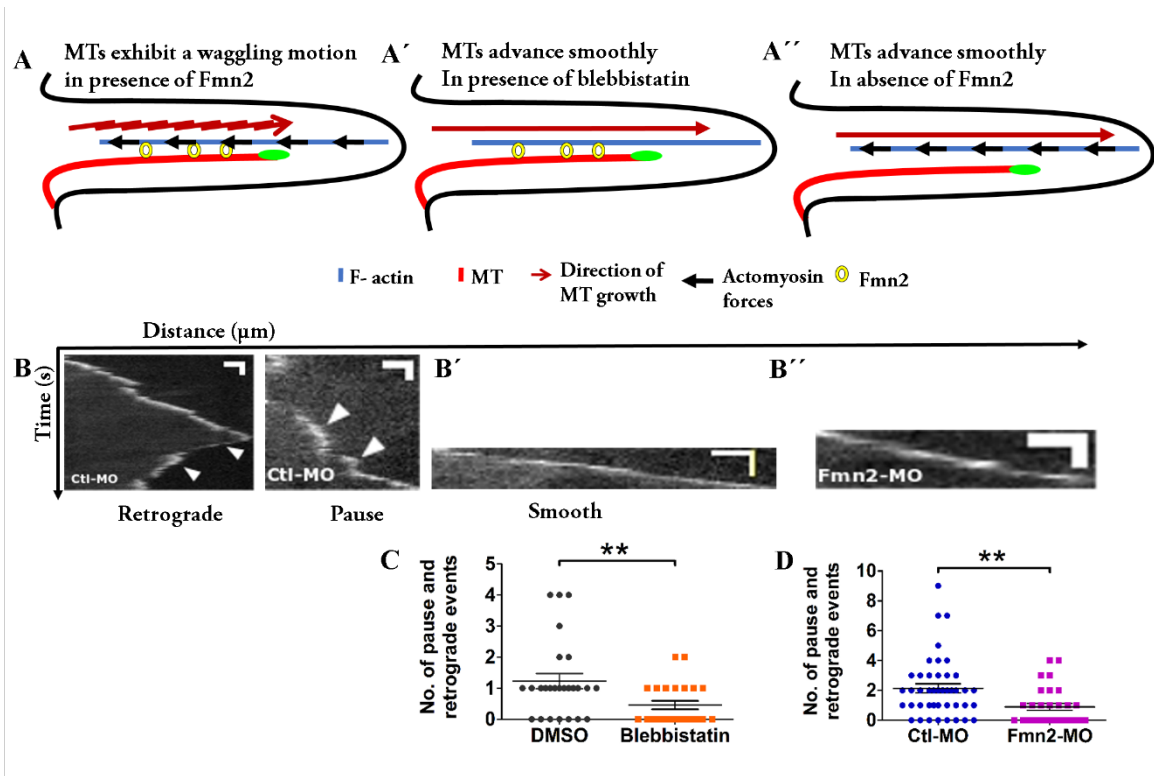 A
MTs exhibit a waggling motion
in presence of Fmn2
A′
MTs advance smoothly
In presence of blebbistatin
A′′
MTs advance smoothly
In absence of Fmn2
F- actin
MT
Direction of
MT growth
Actomyosin
forces
Fmn2
Distance (μm)
Time (s)
B
Ctl-MO
Retrograde
Ctl-MO
Pause
B′
Smooth
B′′
Fmn2-MO
C
**
No. of pause and
retrograde events
5
4
3
2
1
0
DMSO
Blebbistatin
D
**
No. of pause and
retrograde events
10
8
6
4
2
0
Ctl-MO
Fmn2-MO